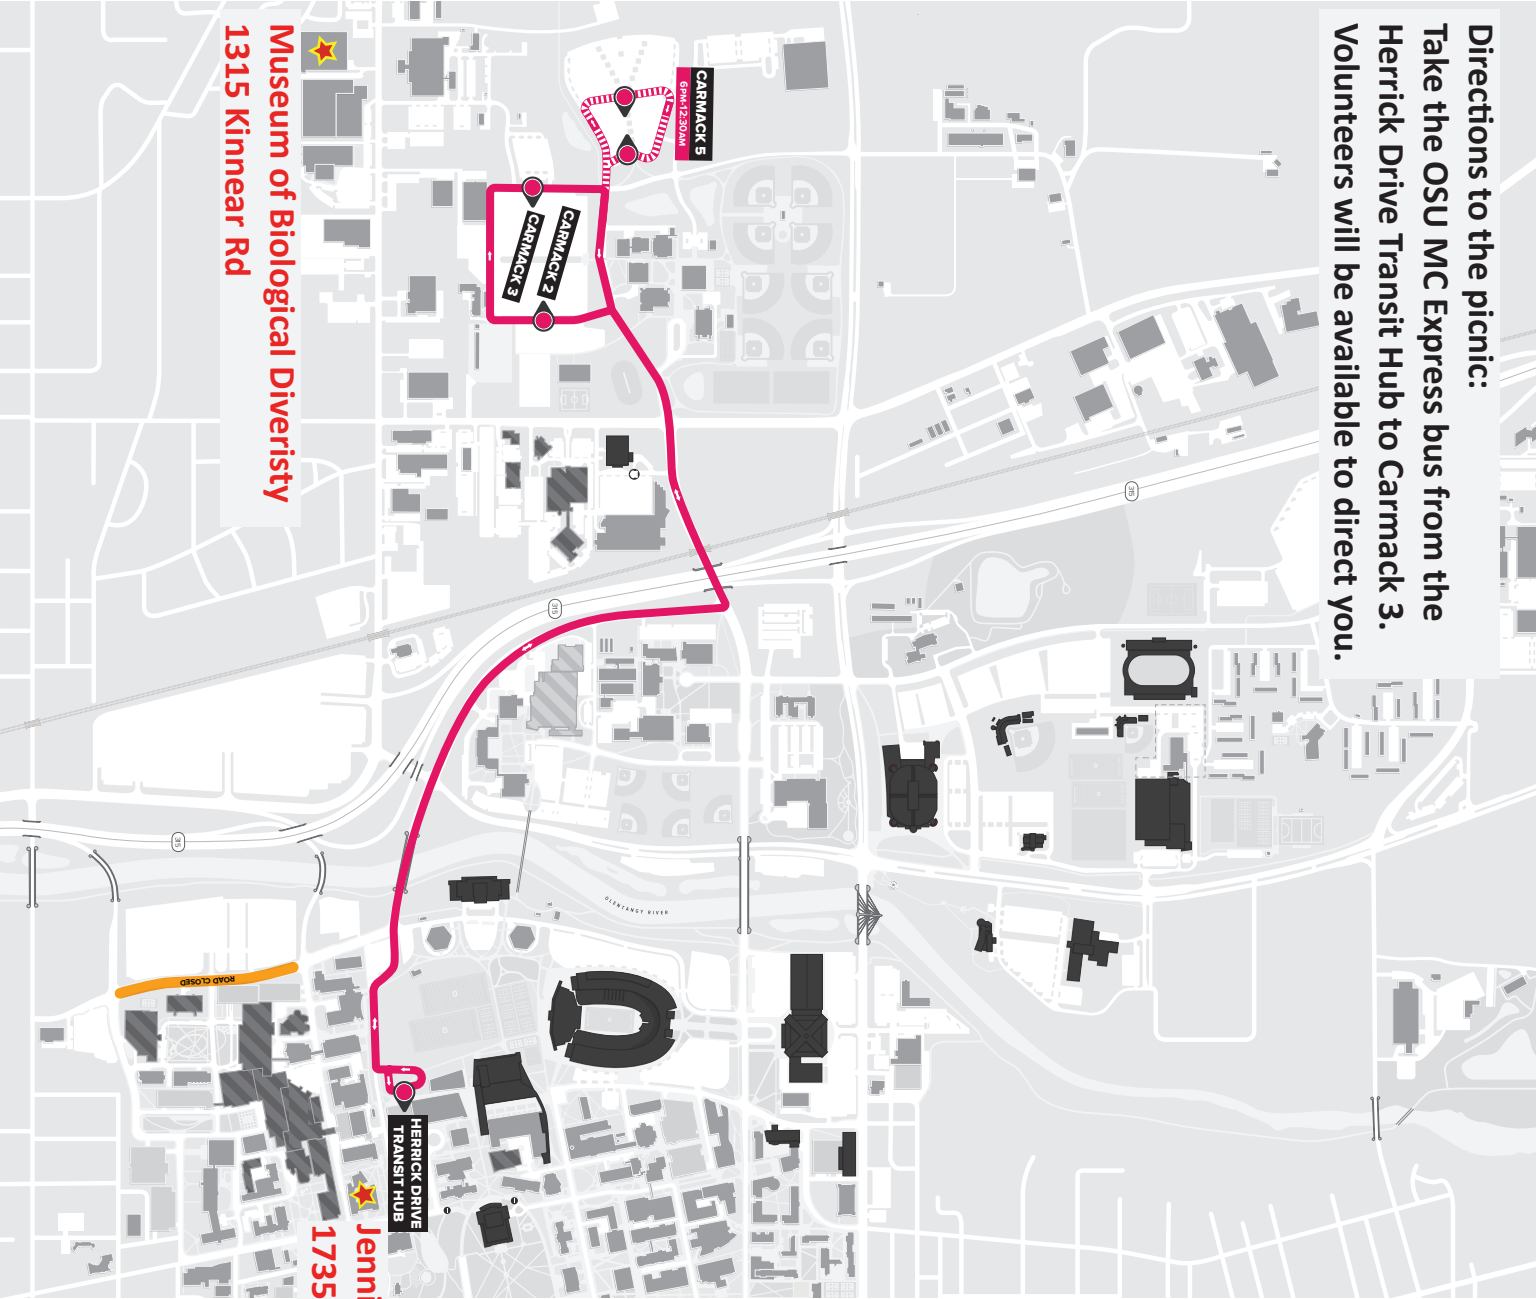 Directions to the picnic:
Take the OSU MC Express bus from the
Herrick Drive Transit Hub to Carmack 3.
Volunteers will be available to direct you.
CARMACK 5
6PM-12:30AM
CARMACK 2
CARMACK 3
Museum of Biological Diveristy
1315 Kinnear Rd
315
315
315
OLENTANGY RIVER
ROAD CLOSED
HERRICK DRIVE
TRANSIT HUB
Jenni
1735